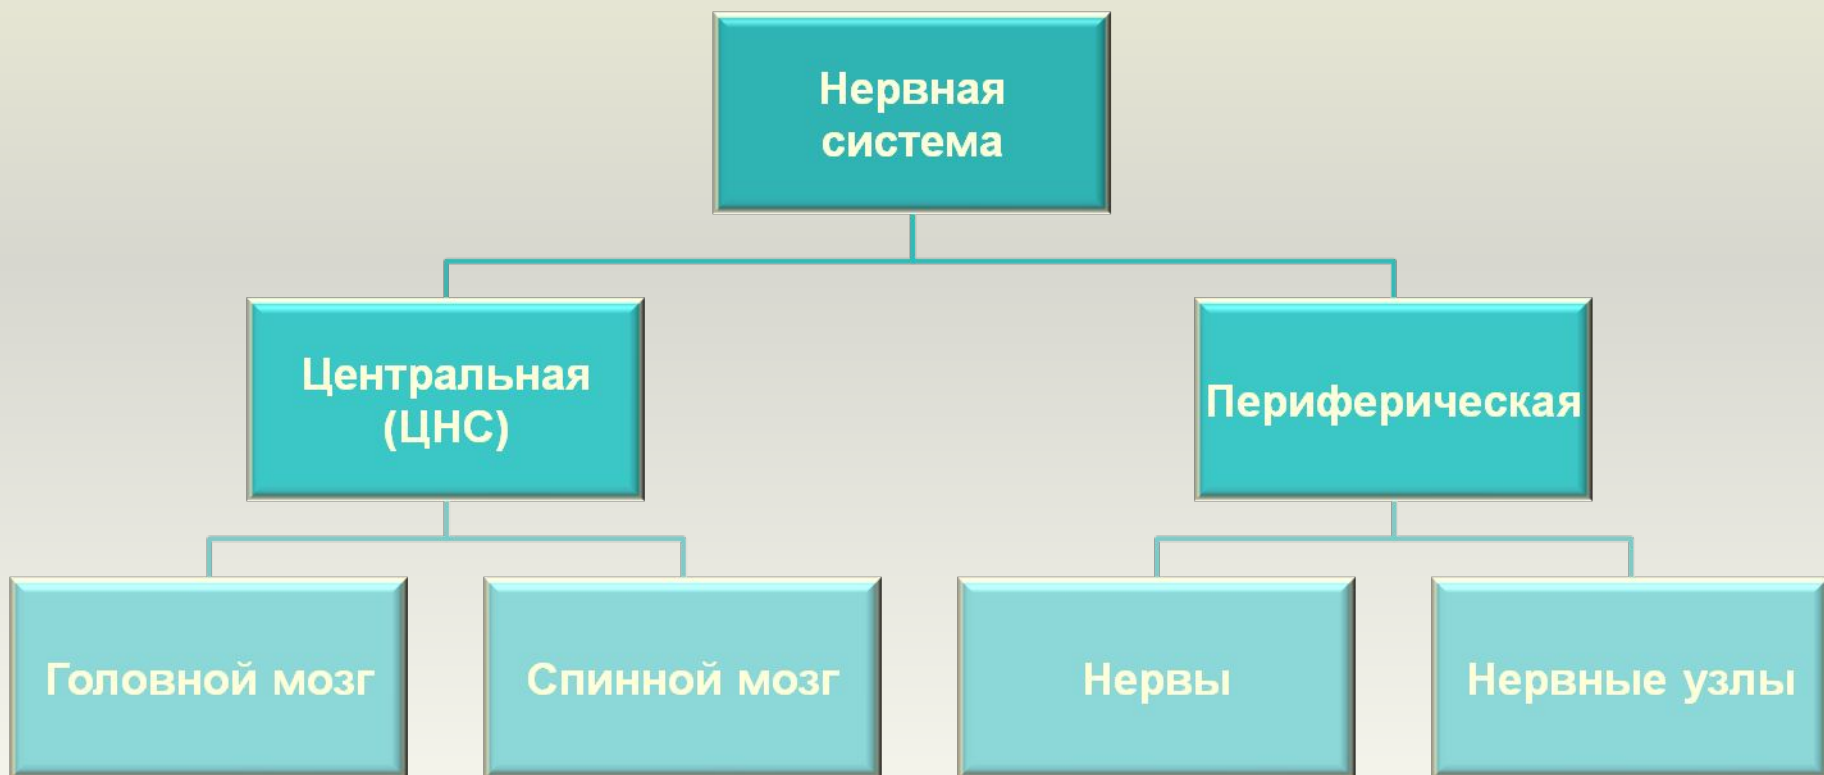 Нервная
система
Центральная
(ЦНС)
Периферическая
Головной мозг
Спинной мозг
Нервы
Нервные узлы